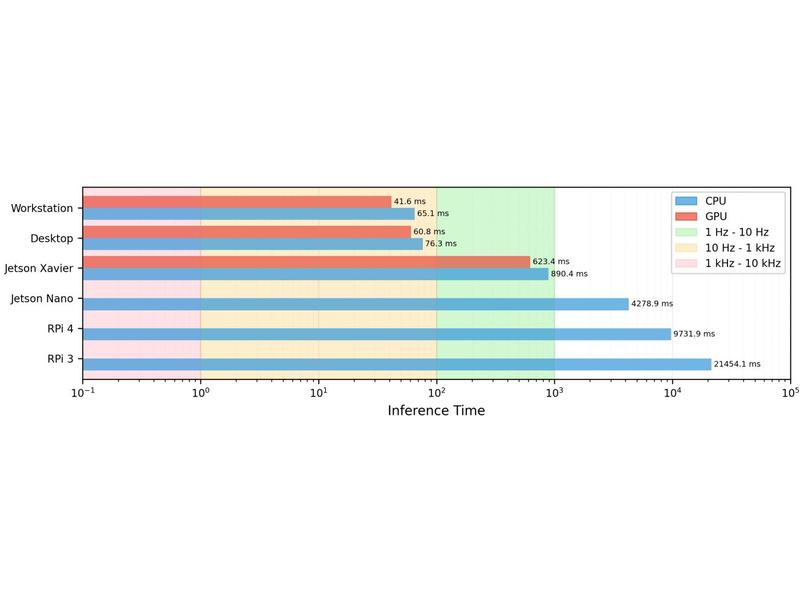 Workstation
41.6 ms
65.1 ms
Desktop
60.8 ms
76.3 ms
Jetson Xavier
623.4 ms
890.4 ms
Jetson Nano
4278.9 ms
RPi 4
9731.9 ms
RPi 3
21454.1 ms
CPU
GPU
1 Hz - 10 Hz
10 Hz - 1 kHz
1 kHz - 10 kHz
10⁻¹ 10⁰ 10¹ 10² 10³ 10⁴ 10⁵
Inference Time